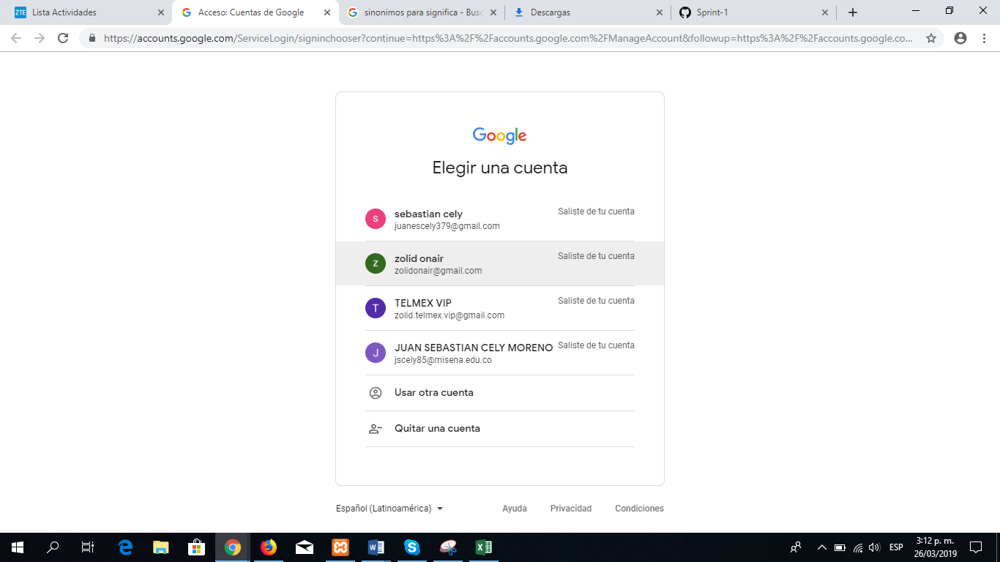 ZTE Lista Actividades
Acceso: Cuentas de Google
sinonimos para significa - Busc
Descargas
Sprint-1
https://accounts.google.com/ServiceLogin/signinchooser?continue=https%3A%2F%2Faccounts.google.com%2FManageAccount&followup=https%3A%2F%2Faccounts.google.co...
Google
Elegir una cuenta
s
sebastian cely
Saliste de tu cuenta
juanescely379@gmail.com
z
zolid onair
Saliste de tu cuenta
zolidonair@gmail.com
T
TELMEX VIP
Saliste de tu cuenta
zolid.telmex.vip@gmail.com
J
JUAN SEBASTIAN CELY MORENO
Saliste de tu cuenta
jscely85@misena.edu.co
Usar otra cuenta
Quitar una cuenta
Español (Latinoamérica)
Ayuda
Privacidad
Condiciones
ESP
3:12 p. m.
26/03/2019